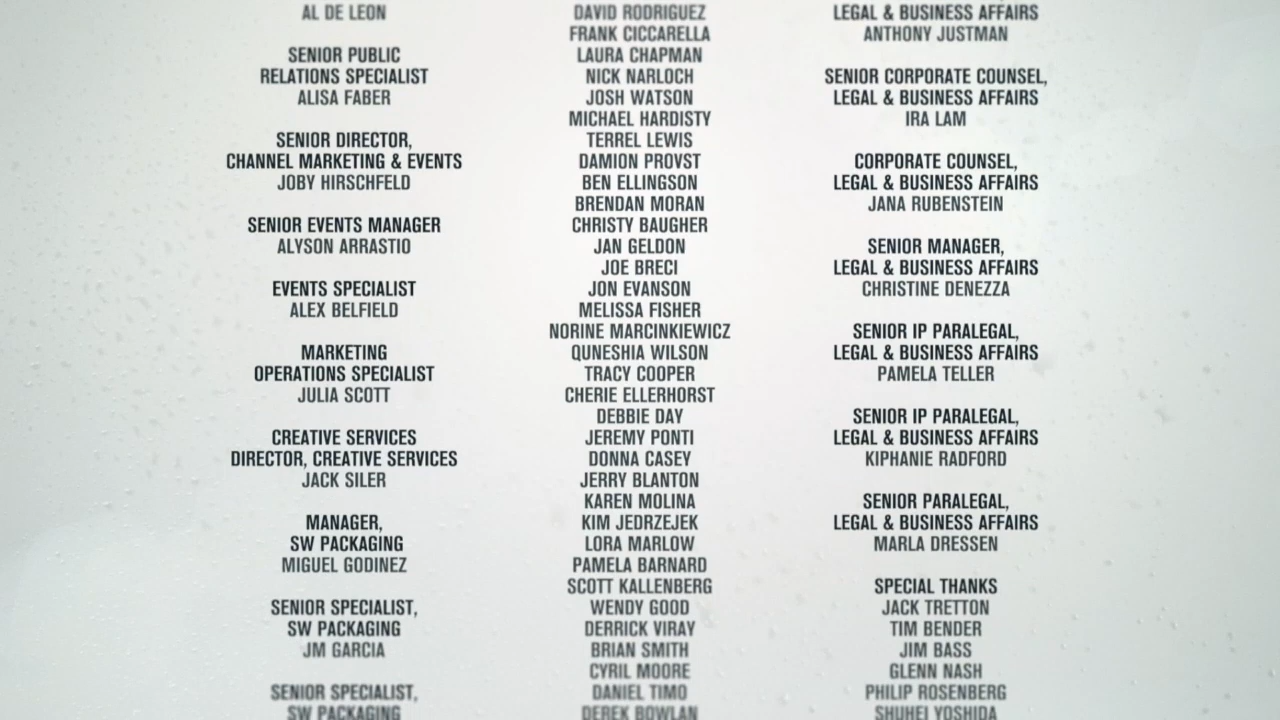 AL DE LEON
SENIOR PUBLIC
RELATIONS SPECIALIST
ALISA FABER
SENIOR DIRECTOR,
CHANNEL MARKETING & EVENTS
JOBY HIRSCHFELD
SENIOR EVENTS MANAGER
ALYSON ARRASTIO
EVENTS SPECIALIST
ALEX BELFIELD
MARKETING
OPERATIONS SPECIALIST
JULIA SCOTT
CREATIVE SERVICES
DIRECTOR, CREATIVE SERVICES
JACK SILER
MANAGER,
SW PACKAGING
MIGUEL GODINEZ
SENIOR SPECIALIST,
SW PACKAGING
JM GARCIA
SENIOR SPECIALIST,
SW PACKAGING
DAVID RODRIGUEZ
FRANK CICCARELLA
LAURA CHAPMAN
NICK NARLOCH
JOSH WATSON
MICHAEL HARDISTY
TERREL LEWIS
DAMION PROVST
BEN ELLINGSON
BRENDAN MORAN
CHRISTY BAUGHER
JAN GELDON
JOE BRECI
JON EVANSON
MELISSA FISHER
NORINE MARCINKIEWICZ
QUNESHIA WILSON
TRACY COOPER
CHERIE ELLERHORST
DEBBIE DAY
JEREMY PONTI
DONNA CASEY
JERRY BLANTON
KAREN MOLINA
KIM JEDRZEJEK
LORA MARLOW
PAMELA BARNARD
SCOTT KALLENBERG
WENDY GOOD
DERRICK VIRAY
BRIAN SMITH
CYRIL MOORE
DANIEL TIMO
DEREK BOWLAN
LEGAL & BUSINESS AFFAIRS
ANTHONY JUSTMAN
SENIOR CORPORATE COUNSEL,
LEGAL & BUSINESS AFFAIRS
IRA LAM
CORPORATE COUNSEL,
LEGAL & BUSINESS AFFAIRS
JANA RUBENSTEIN
SENIOR MANAGER,
LEGAL & BUSINESS AFFAIRS
CHRISTINE DENEZZA
SENIOR IP PARALEGAL,
LEGAL & BUSINESS AFFAIRS
PAMELA TELLER
SENIOR IP PARALEGAL,
LEGAL & BUSINESS AFFAIRS
KIPHANIE RADFORD
SENIOR PARALEGAL,
LEGAL & BUSINESS AFFAIRS
MARLA DRESSEN
SPECIAL THANKS
JACK TRETTON
TIM BENDER
JIM BASS
GLENN NASH
PHILIP ROSENBERG
SHUHEI YOSHIDA